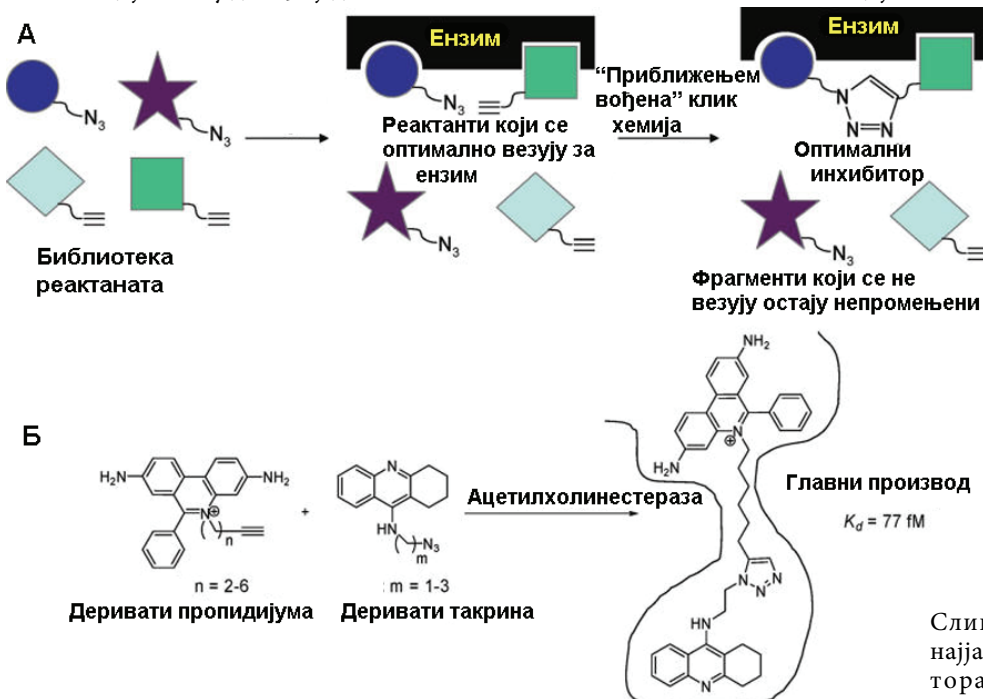 А
Ензим
Ензим
N₃
N₃
N₃
“Приближењем
вођена” клик
хемија
N
N=N
Реактанти који се
оптимално везују за
ензим
Оптимални
инхибитор
N₃
N₃
Библиотека
реактаната
Фрагменти који се не
везују остају непромењени
Б
NH₂
N
⊕
H₂N
H₂N
NH₂
N
⊕
( )n
+
N
HN
( )m
N₃
Ацетилхолинестераза
Главни производ
Kd = 77 fM
n = 2-6
: m = 1-3
Деривати пропидијума
Деривати такрина
N
N
N
HN
N
Слик
најја
тора